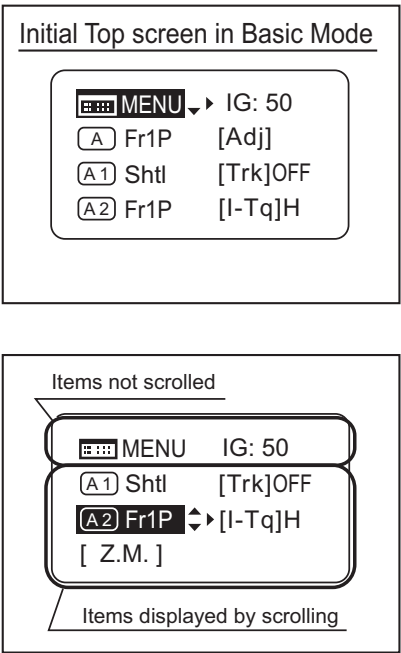 Initial Top screen in Basic Mode
MENU IG: 50
A Fr1P [Adj]
A1 Shtl [Trk]OFF
A2 Fr1P [I-Tq]H
Items not scrolled
MENU IG: 50
A1 Shtl [Trk]OFF
A2 Fr1P [I-Tq]H
[ Z.M. ]
Items displayed by scrolling